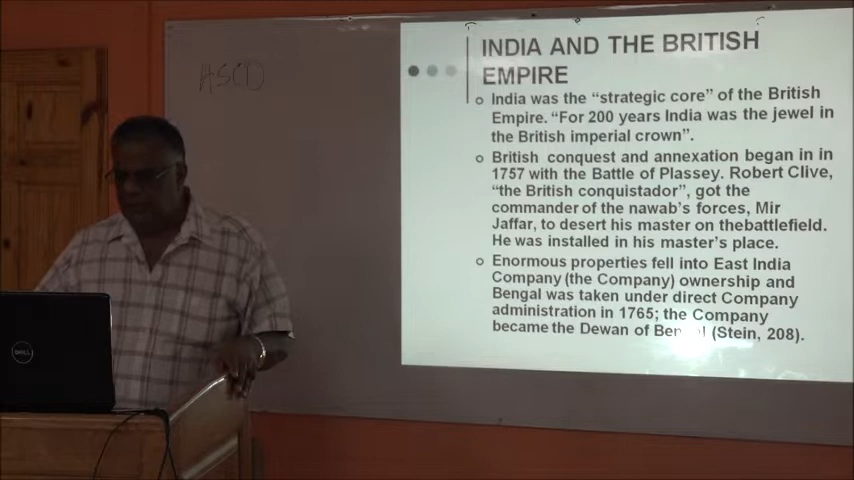 ASCD
INDIA AND THE BRITISH
EMPIRE
India was the “strategic core” of the British
Empire. “For 200 years India was the jewel in
the British imperial crown”.
British conquest and annexation began in in
1757 with the Battle of Plassey. Robert Clive,
“the British conquistador”, got the
commander of the nawab’s forces, Mir
Jaffar, to desert his master on thebattlefield.
He was installed in his master’s place.
Enormous properties fell into East India
Company (the Company) ownership and
Bengal was taken under direct Company
administration in 1765; the Company
became the Dewan of Bengal (Stein, 208).
DELL